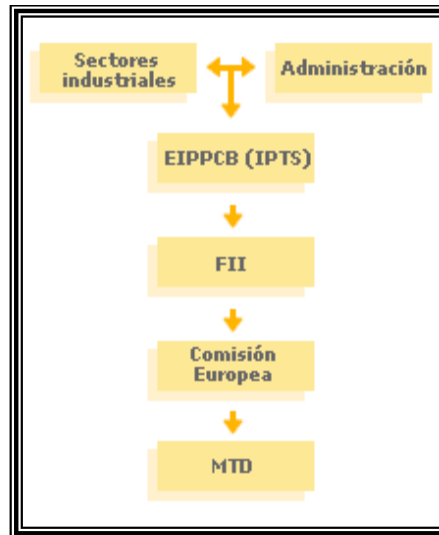 Sectores
industriales
Administración
EIPPCB (IPTS)
FII
Comisión
Europea
MTD